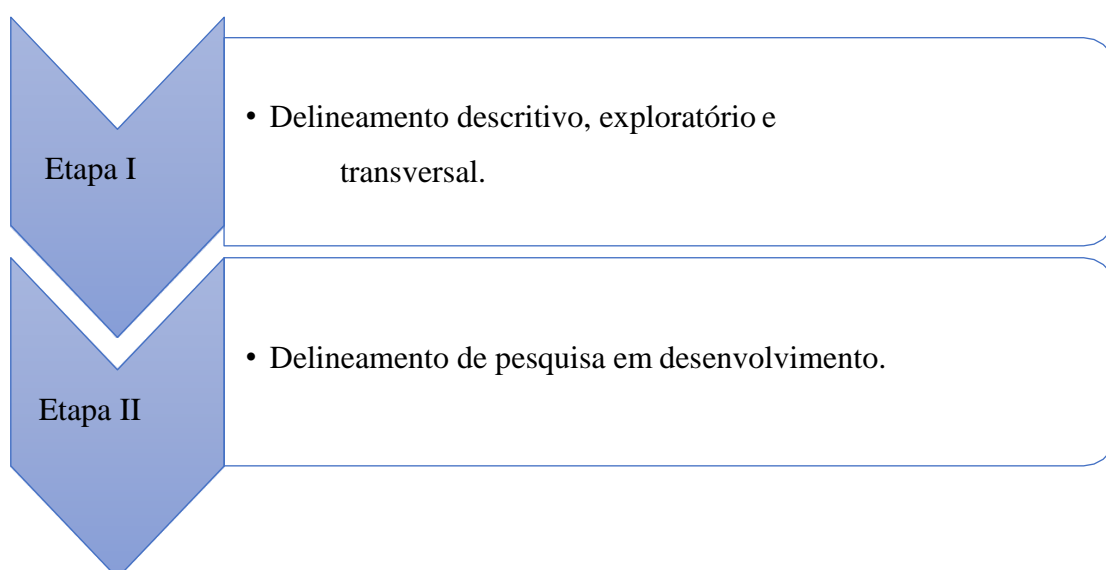 Etapa I
• Delineamento descritivo, exploratório e
transversal.
Etapa II
• Delineamento de pesquisa em desenvolvimento.